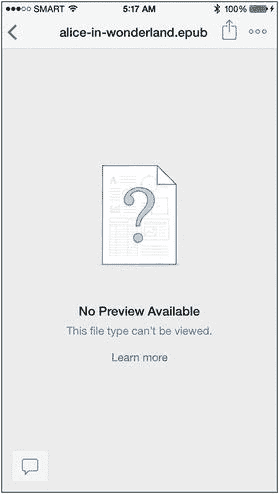 SMART 5:17 AM 100%
alice-in-wonderland.epub
A
?
No Preview Available
This file type can't be viewed.
Learn more